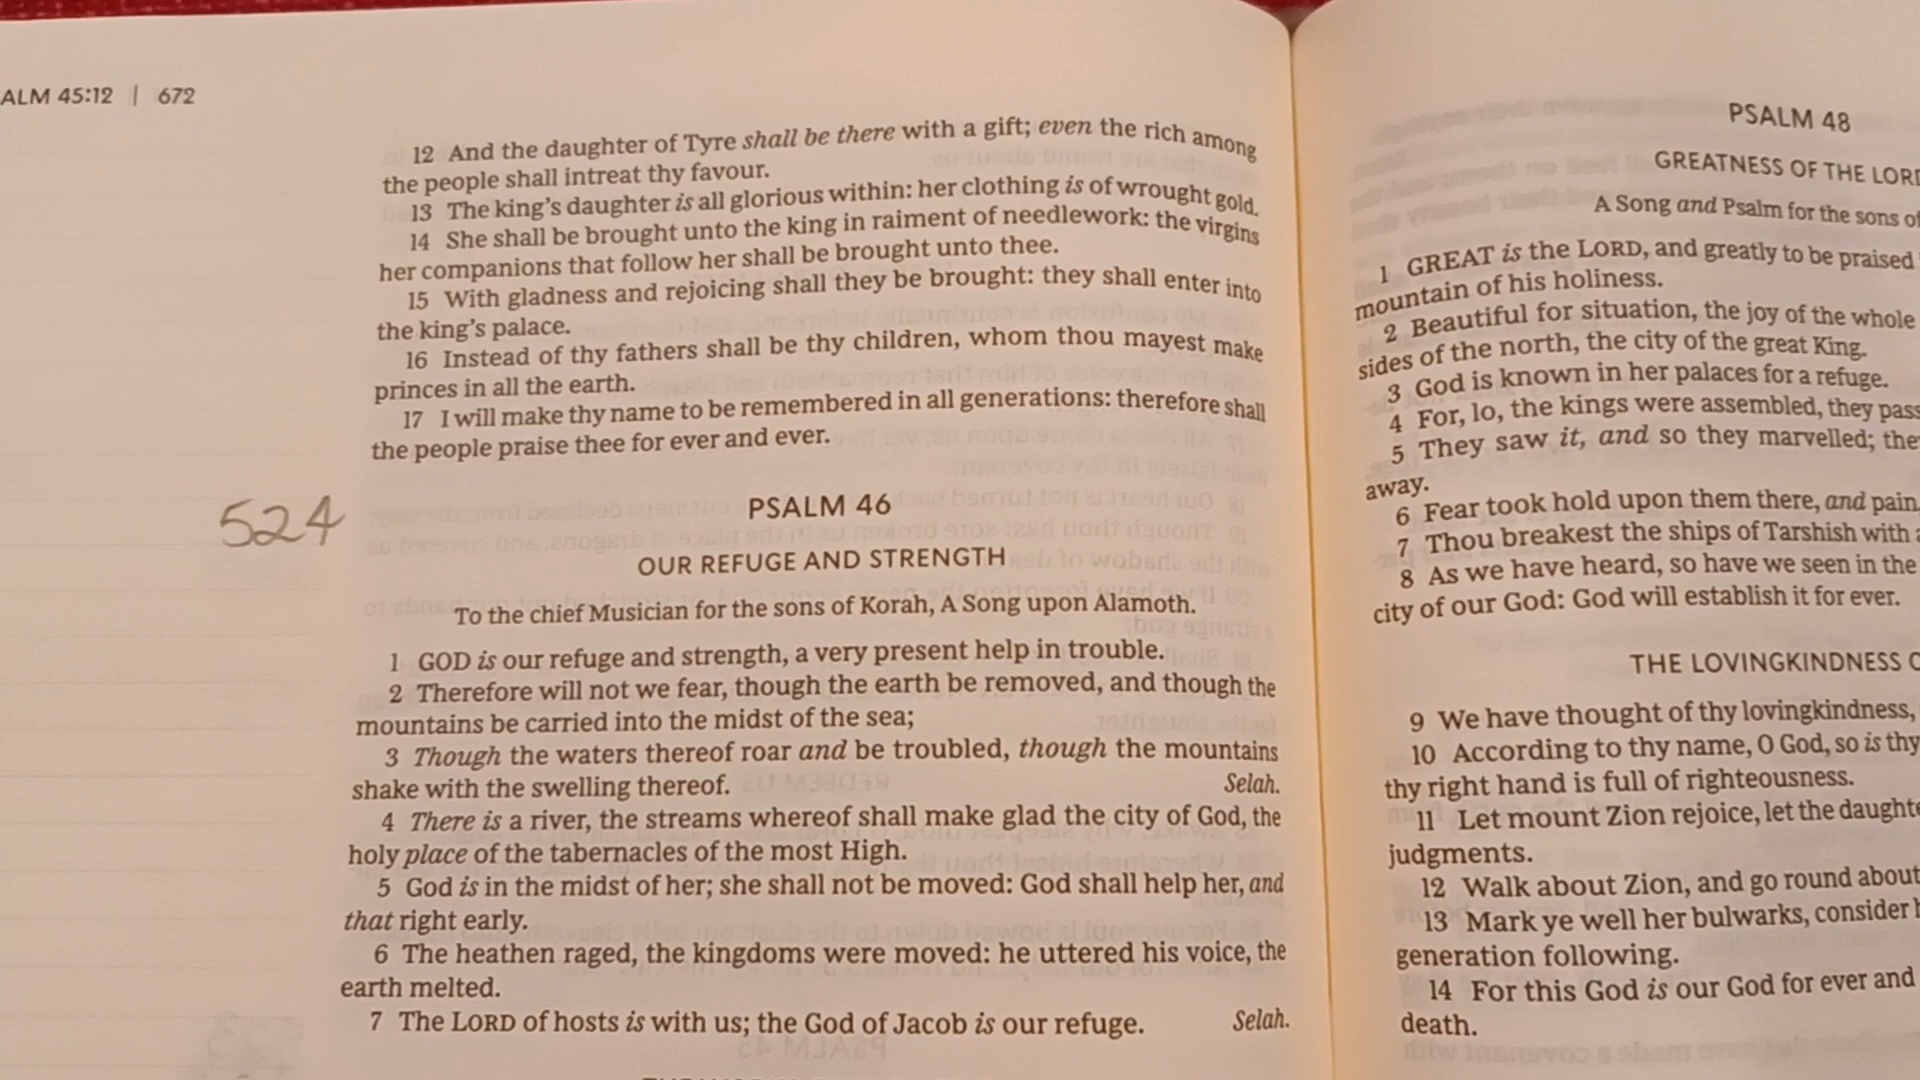 ALM 45:12 | 672
12 And the daughter of Tyre shall be there with a gift; even the rich among
the people shall intreat thy favour.
13 The king's daughter is all glorious within: her clothing is of wrought gold.
14 She shall be brought unto the king in raiment of needlework: the virgins
her companions that follow her shall be brought unto thee.
15 With gladness and rejoicing shall they be brought: they shall enter into
the king's palace.
16 Instead of thy fathers shall be thy children, whom thou mayest make
princes in all the earth.
17 I will make thy name to be remembered in all generations: therefore shall
the people praise thee for ever and ever.
524
PSALM 46
OUR REFUGE AND STRENGTH
To the chief Musician for the sons of Korah, A Song upon Alamoth.
1 GOD is our refuge and strength, a very present help in trouble.
2 Therefore will not we fear, though the earth be removed, and though the
mountains be carried into the midst of the sea;
3 Though the waters thereof roar and be troubled, though the mountains
shake with the swelling thereof. Selah.
4 There is a river, the streams whereof shall make glad the city of God, the
holy place of the tabernacles of the most High.
5 God is in the midst of her; she shall not be moved: God shall help her, and
that right early.
6 The heathen raged, the kingdoms were moved: he uttered his voice, the
earth melted.
7 The LORD of hosts is with us; the God of Jacob is our refuge. Selah.
PSALM 48
GREATNESS OF THE LORD
A Song and Psalm for the sons of
1 GREAT is the LORD, and greatly to be praised
mountain of his holiness.
2 Beautiful for situation, the joy of the whole
sides of the north, the city of the great King.
3 God is known in her palaces for a refuge.
4 For, lo, the kings were assembled, they pass
5 They saw it, and so they marvelled; the
away.
6 Fear took hold upon them there, and pain,
7 Thou breakest the ships of Tarshish with a
8 As we have heard, so have we seen in the
city of our God: God will establish it for ever.
THE LOVINGKINDNESS O
9 We have thought of thy lovingkindness,
10 According to thy name, O God, so is thy
thy right hand is full of righteousness.
11 Let mount Zion rejoice, let the daughte
judgments.
12 Walk about Zion, and go round about
13 Mark ye well her bulwarks, consider h
generation following.
14 For this God is our God for ever and
death.